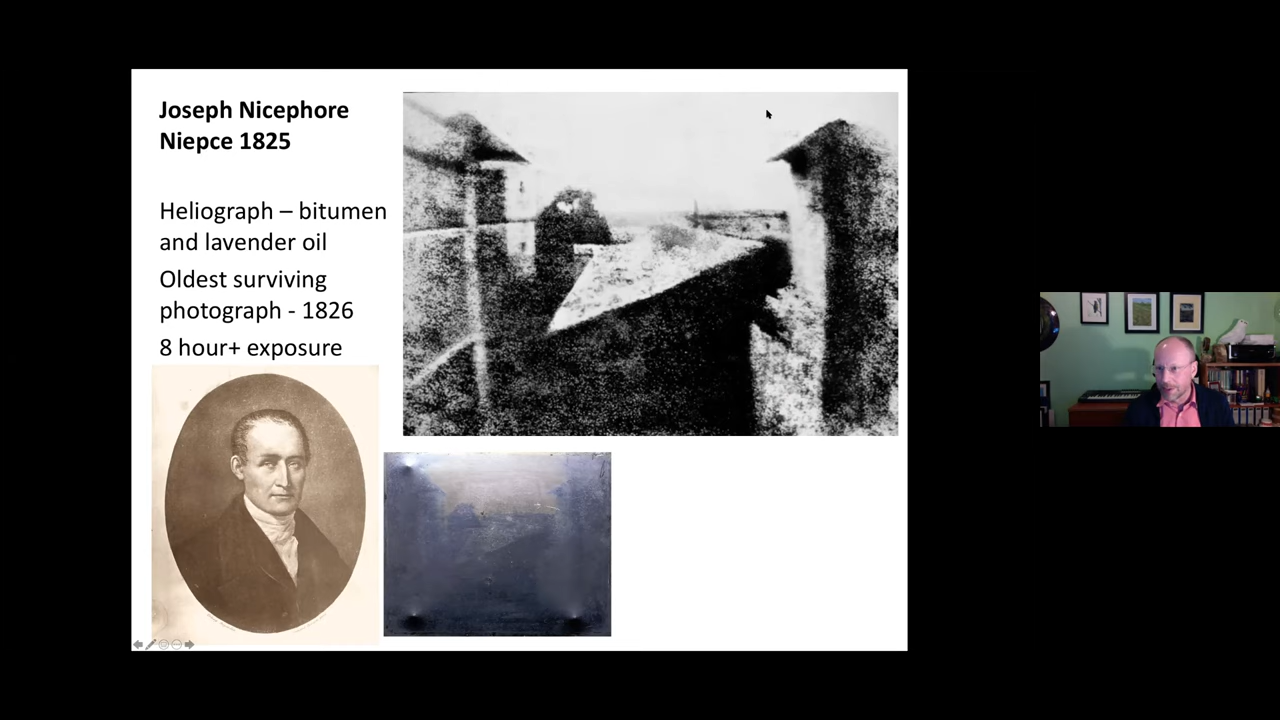 Joseph Nicephore
Niepce 1825
Heliograph – bitumen
and lavender oil
Oldest surviving
photograph - 1826
8 hour+ exposure